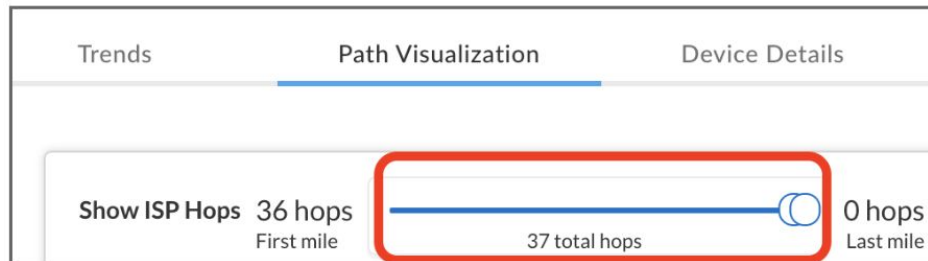 Trends Path Visualization Device Details
Show ISP Hops 36 hops 0 hops
First mile 37 total hops Last mile